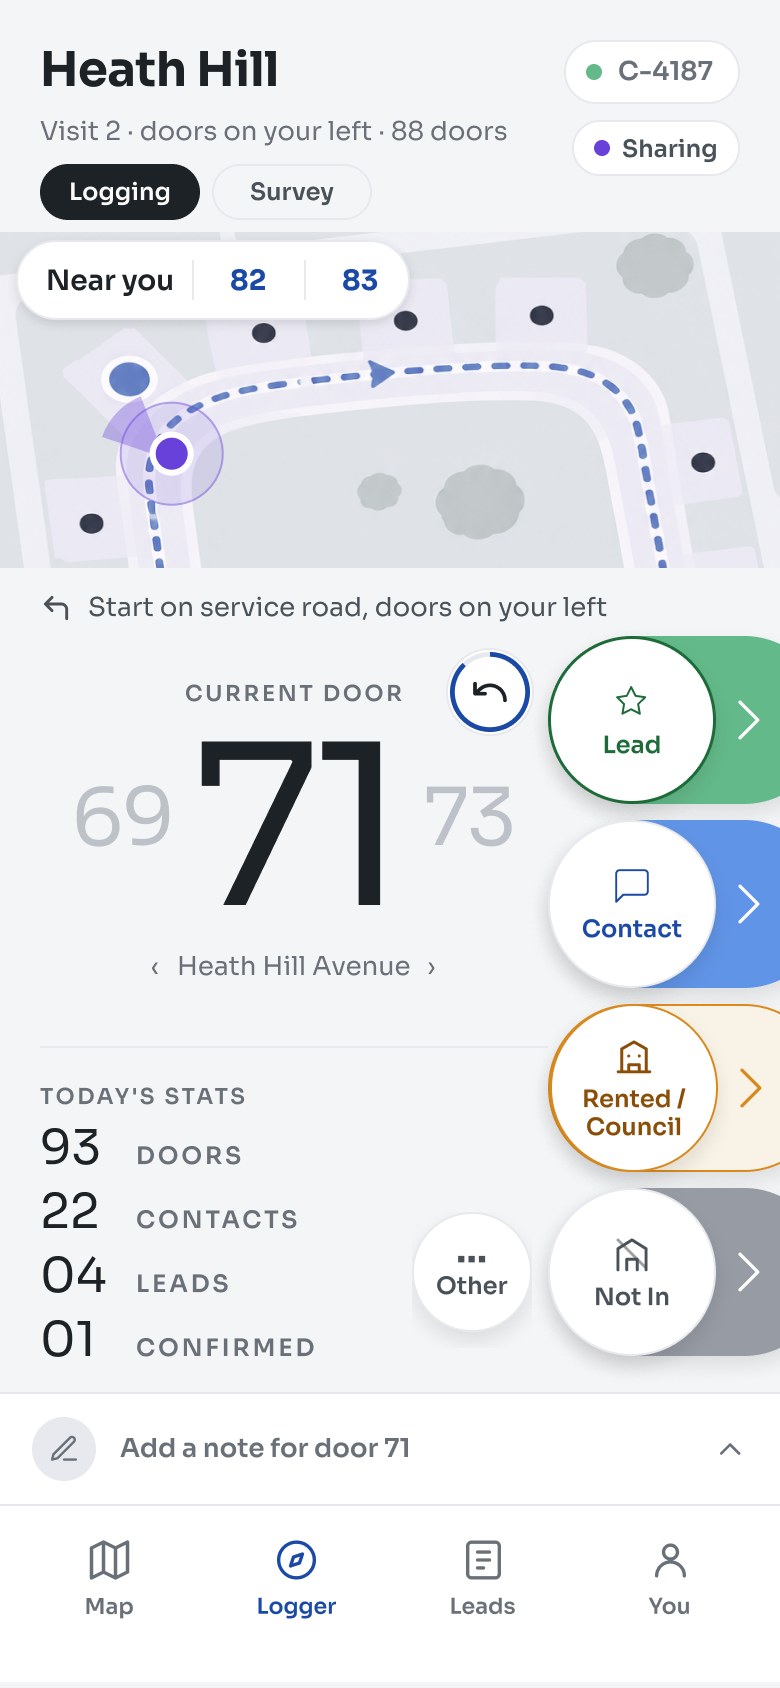 Heath Hill
C-4187
Visit 2 · doors on your left · 88 doors
Sharing
Logging
Survey
Near you
82
83
Start on service road, doors on your left
CURRENT DOOR
69
71
73
‹ Heath Hill Avenue ›
Lead
Contact
Rented /
Council
Not In
Other
TODAY'S STATS
93 DOORS
22 CONTACTS
04 LEADS
01 CONFIRMED
Add a note for door 71
Map
Logger
Leads
You